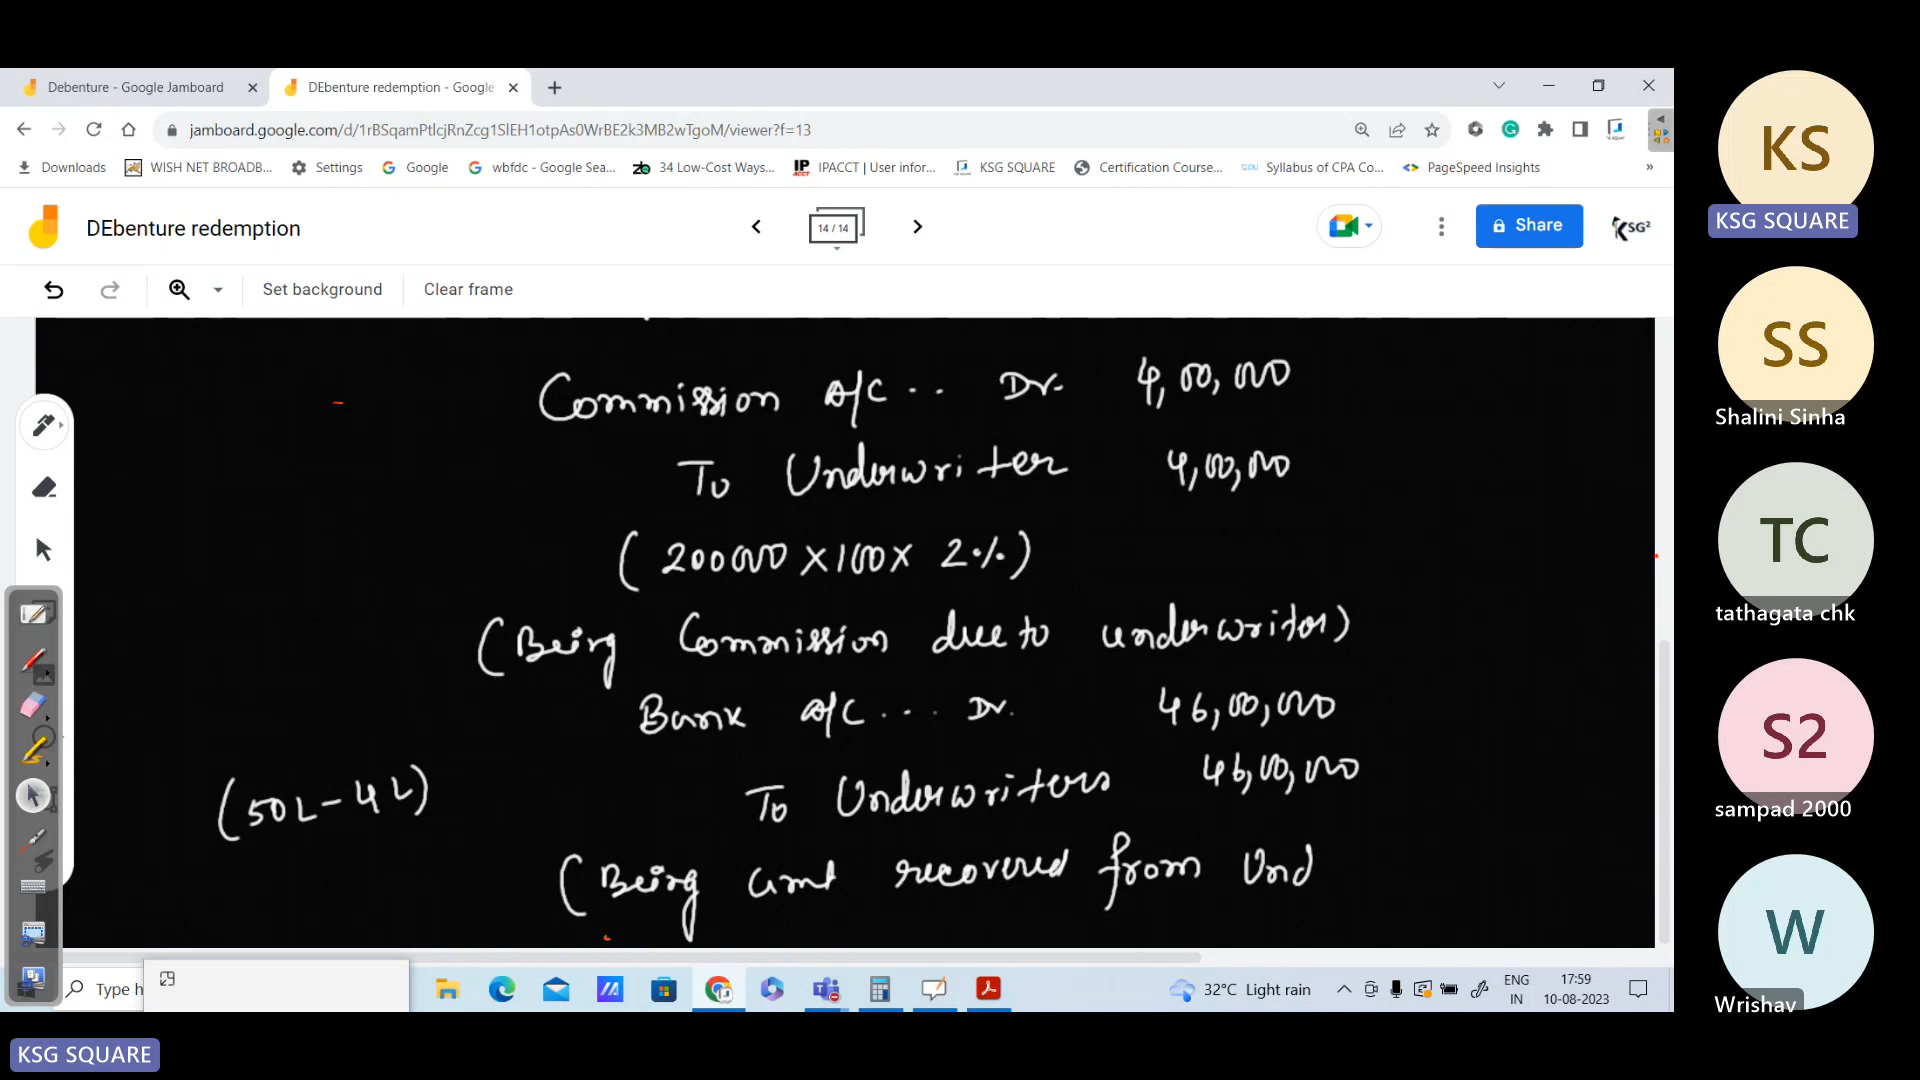 Debenture - Google Jamboard
DEbenture redemption - Google
jamboard.google.com/d/1rBSqamPtlcjRnZcg1SlEH1otpAs0WrBE2k3MB2wTgoM/viewer?f=13
Downloads WISH NET BROADB... Settings Google wbfdc - Google Sea... 34 Low-Cost Ways... IPACCT | User infor... KSG SQUARE Certification Course... Syllabus of CPA Co... PageSpeed Insights »
DEbenture redemption
14 / 14
Share
KSG²
Set background Clear frame
Commission A/C .. Dr. 4,00,000
To Underwriter 4,00,000
( 200000 X 100 X 2 % )
(Being Commission due to underwriter)
Bank A/C ... Dr. 46,00,000
(50L - 4L) To Underwriters 46,00,000
(Being amt recovered from Und
Type h
32°C Light rain
ENG
IN
17:59
10-08-2023
KS
KSG SQUARE
SS
Shalini Sinha
TC
tathagata chk
S2
sampad 2000
W
Wrishav
KSG SQUARE